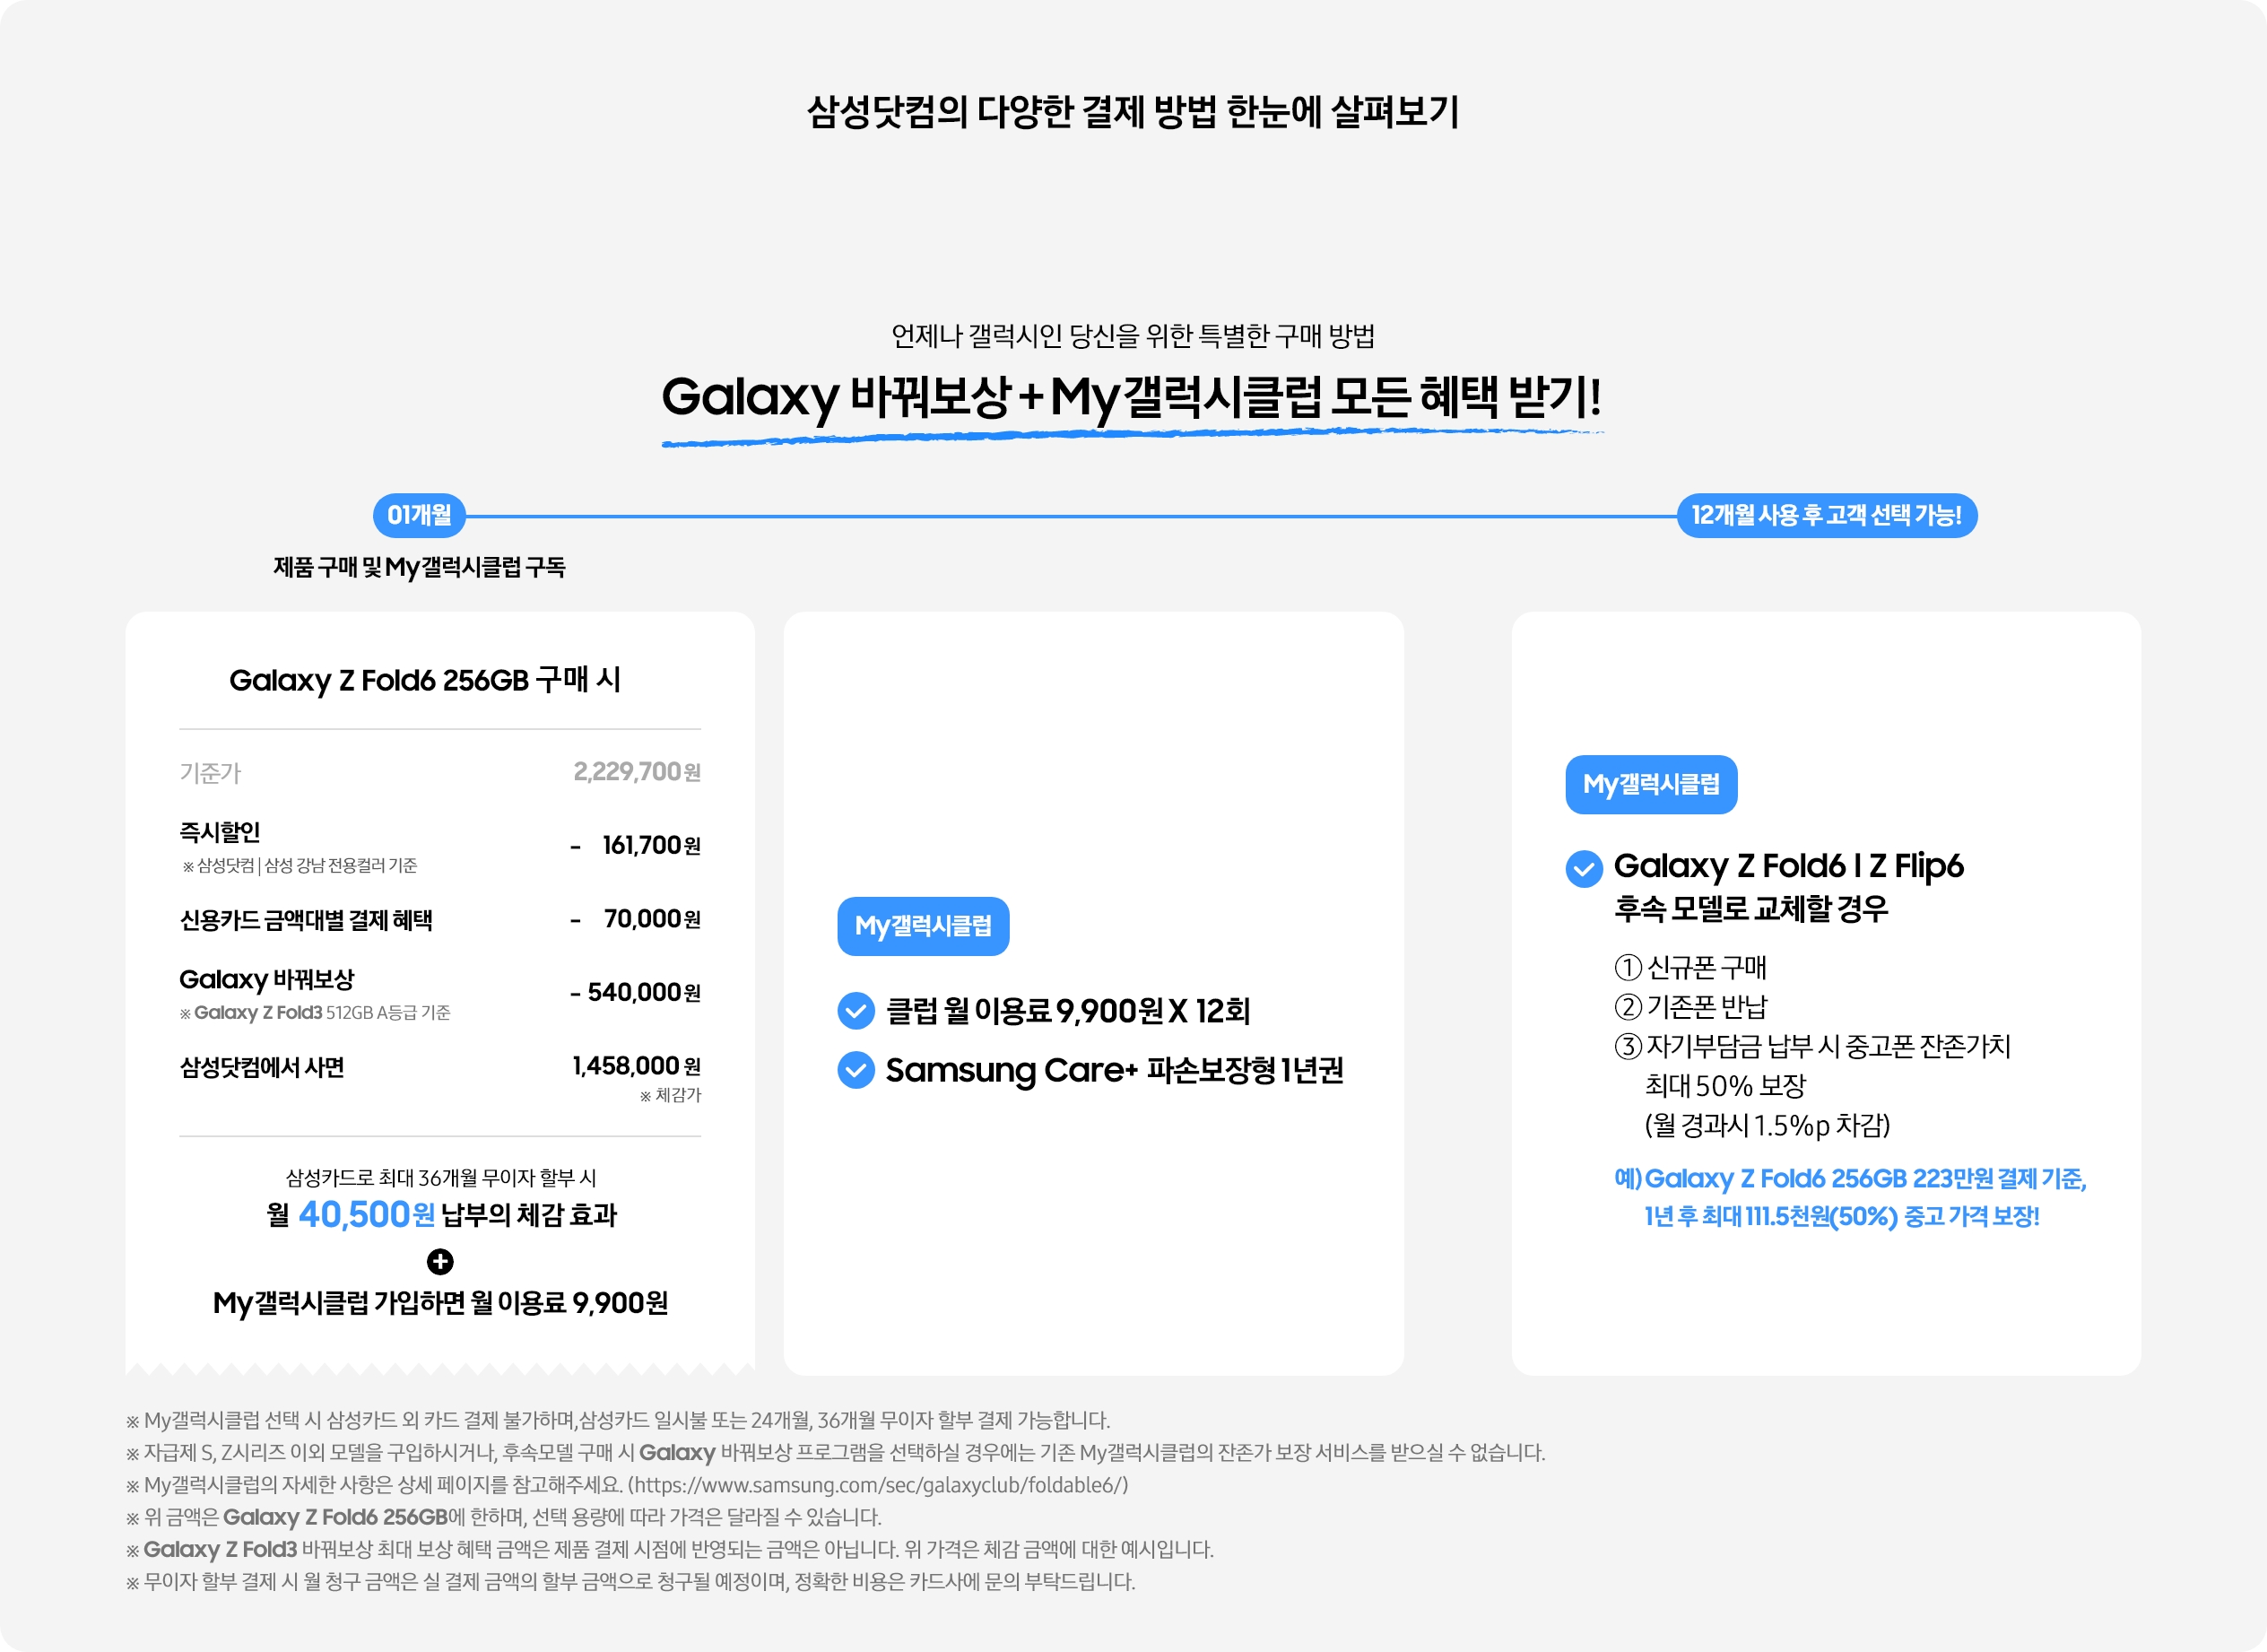 삼성닷컴의 다양한 결제 방법 한눈에 살펴보기
언제나 갤럭시인 당신을 위한 특별한 구매 방법
Galaxy 바꿔보상 + My갤럭시클럽 모든 혜택 받기!
01개월
12개월 사용 후 고객 선택 가능!
제품 구매 및 My갤럭시클럽 구독
Galaxy Z Fold6 256GB 구매 시
기준가 2,229,700원
즉시할인 - 161,700원
※ 삼성닷컴 | 삼성 강남 전용컬러 기준
신용카드 금액대별 결제 혜택 - 70,000원
Galaxy 바꿔보상 - 540,000원
※ Galaxy Z Fold3 512GB A등급 기준
삼성닷컴에서 사면 1,458,000 원
※ 체감가
삼성카드로 최대 36개월 무이자 할부 시
월 40,500원 납부의 체감 효과
+
My갤럭시클럽 가입하면 월 이용료 9,900원
My갤럭시클럽
클럽 월 이용료 9,900원 X 12회
Samsung Care+ 파손보장형 1년권
My갤럭시클럽
Galaxy Z Fold6 l Z Flip6
후속 모델로 교체할 경우
① 신규폰 구매
② 기존폰 반납
③ 자기부담금 납부 시 중고폰 잔존가치
최대 50% 보장
(월 경과시 1.5%p 차감)
예) Galaxy Z Fold6 256GB 223만원 결제 기준,
1년 후 최대 111.5천원(50%) 중고 가격 보장!
※ My갤럭시클럽 선택 시 삼성카드 외 카드 결제 불가하며,삼성카드 일시불 또는 24개월, 36개월 무이자 할부 결제 가능합니다.
※ 자급제 S, Z시리즈 이외 모델을 구입하시거나, 후속모델 구매 시 Galaxy 바꿔보상 프로그램을 선택하실 경우에는 기존 My갤럭시클럽의 잔존가 보장 서비스를 받으실 수 없습니다.
※ My갤럭시클럽의 자세한 사항은 상세 페이지를 참고해주세요. (https://www.samsung.com/sec/galaxyclub/foldable6/)
※ 위 금액은 Galaxy Z Fold6 256GB에 한하며, 선택 용량에 따라 가격은 달라질 수 있습니다.
※ Galaxy Z Fold3 바꿔보상 최대 보상 혜택 금액은 제품 결제 시점에 반영되는 금액은 아닙니다. 위 가격은 체감 금액에 대한 예시입니다.
※ 무이자 할부 결제 시 월 청구 금액은 실 결제 금액의 할부 금액으로 청구될 예정이며, 정확한 비용은 카드사에 문의 부탁드립니다.